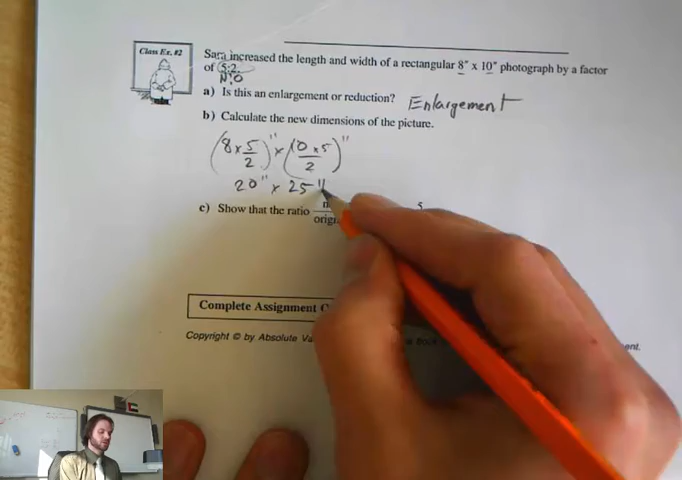 Class Ex. #2
Sara increased the length and width of a rectangular 8" x 10" photograph by a factor
of 5:2.
N:O
a) Is this an enlargement or reduction? Enlargement
b) Calculate the new dimensions of the picture.
(8 x 5/2)" x (10 x 5/2)"
20" x 25"
c) Show that the ratio
Complete Assignment
Copyright © by Absolute